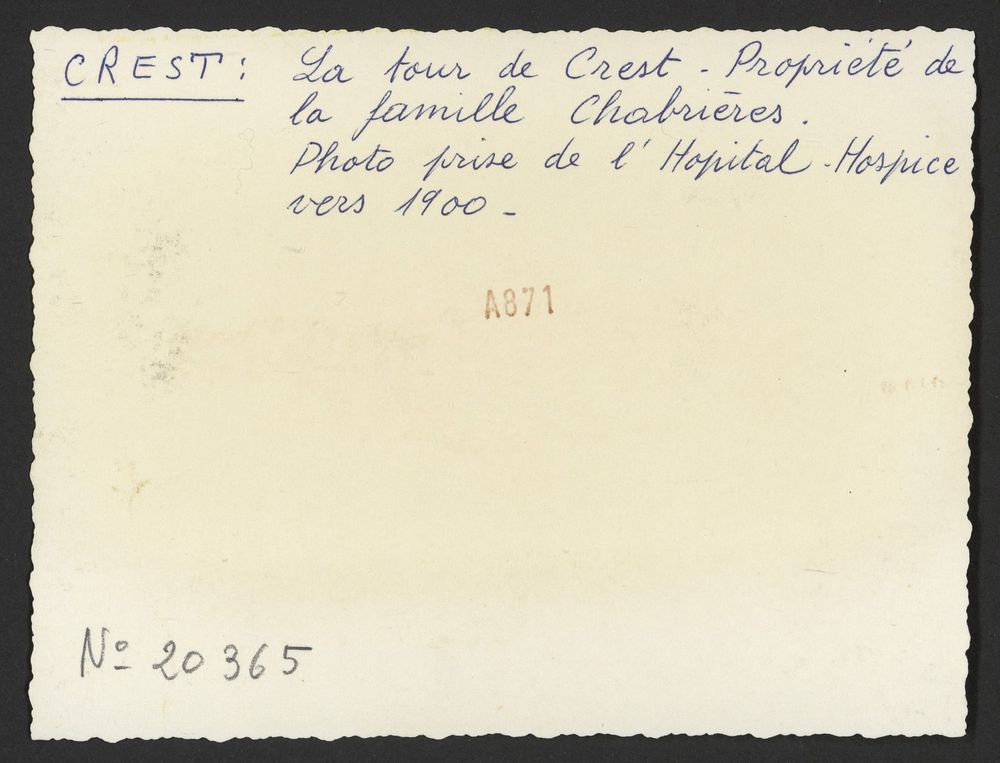 CREST : La tour de Crest - Propriété de
la famille Chabrières.
Photo prise de l'Hopital-Hospice
vers 1900 -
A871
Nº 20365